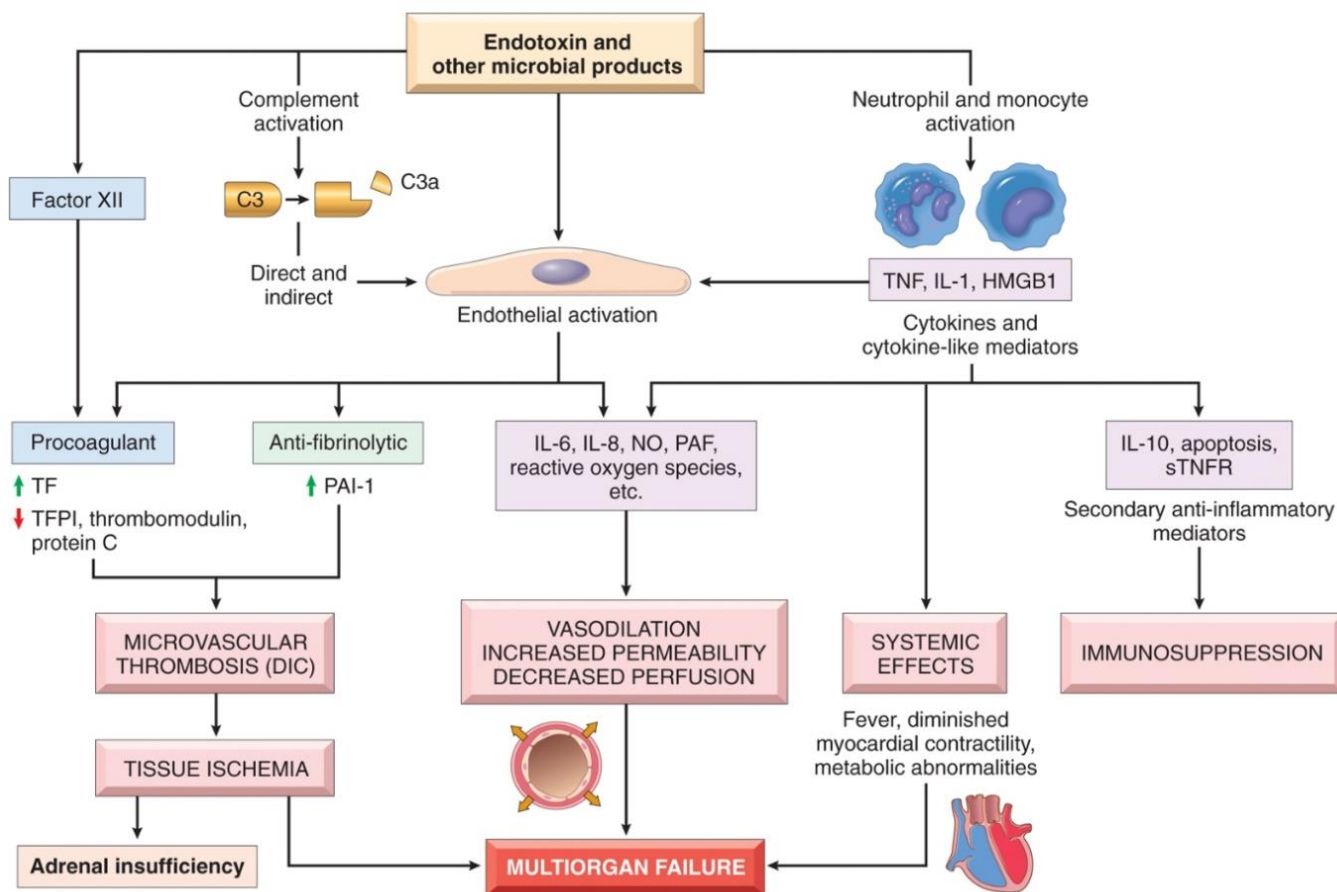 Endotoxin and
other microbial products
Complement
activation
Neutrophil and monocyte
activation
Factor XII
C3
C3a
Direct and
indirect
Endothelial activation
TNF, IL-1, HMGB1
Cytokines and
cytokine-like mediators
Procoagulant
TF
TFPI, thrombomodulin,
protein C
Anti-fibrinolytic
PAI-1
IL-6, IL-8, NO, PAF,
reactive oxygen species,
etc.
IL-10, apoptosis,
sTNFR
Secondary anti-inflammatory
mediators
MICROVASCULAR
THROMBOSIS (DIC)
VASODILATION
INCREASED PERMEABILITY
DECREASED PERFUSION
SYSTEMIC
EFFECTS
IMMUNOSUPPRESSION
Fever, diminished
myocardial contractility,
metabolic abnormalities
TISSUE ISCHEMIA
Adrenal insufficiency
MULTIORGAN FAILURE